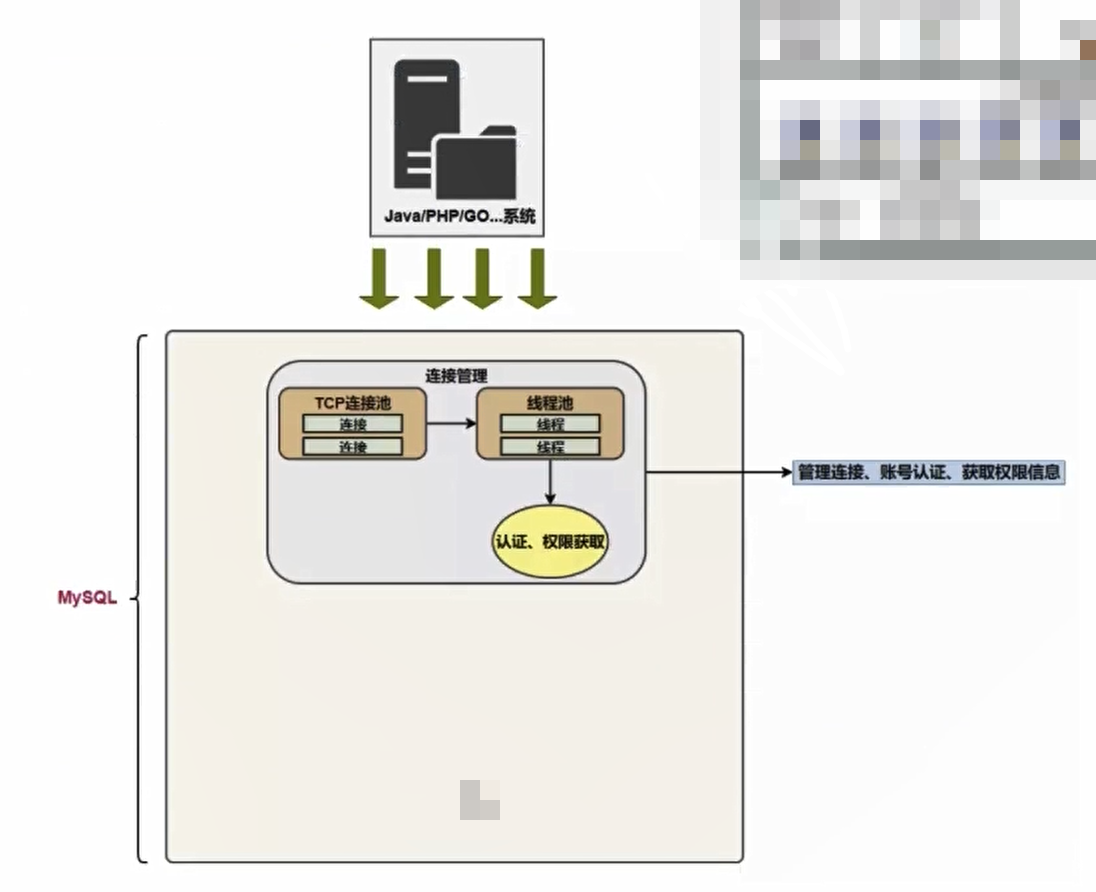 Java/PHP/GO...系统
连接管理
TCP连接池
连接
连接
线程池
线程
线程
管理连接、账号认证、获取权限信息
认证、权限获取
MySQL